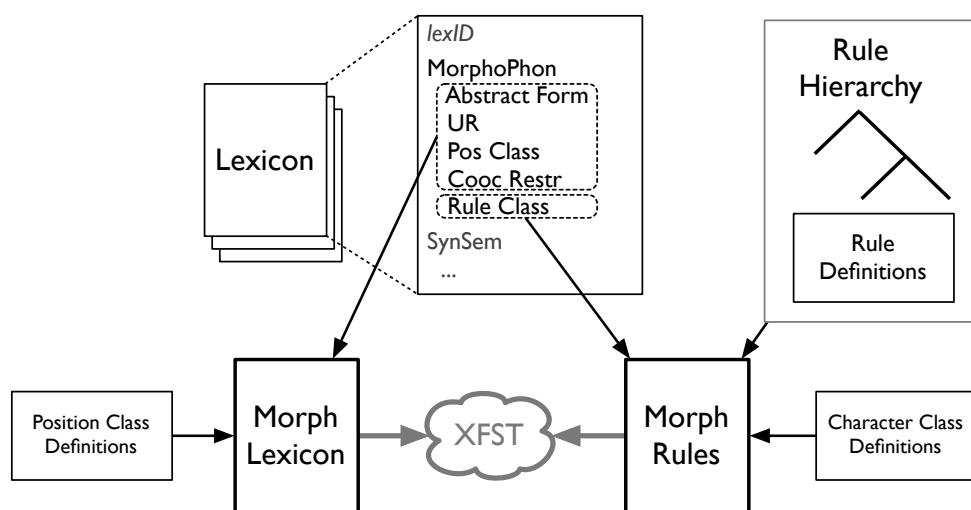 lexID
MorphoPhon
Abstract Form
UR
Pos Class
Cooc Restr
Rule Class
SynSem
...
Lexicon
Rule
Hierarchy
Rule
Definitions
Position Class
Definitions
Morph
Lexicon
XFST
Morph
Rules
Character Class
Definitions